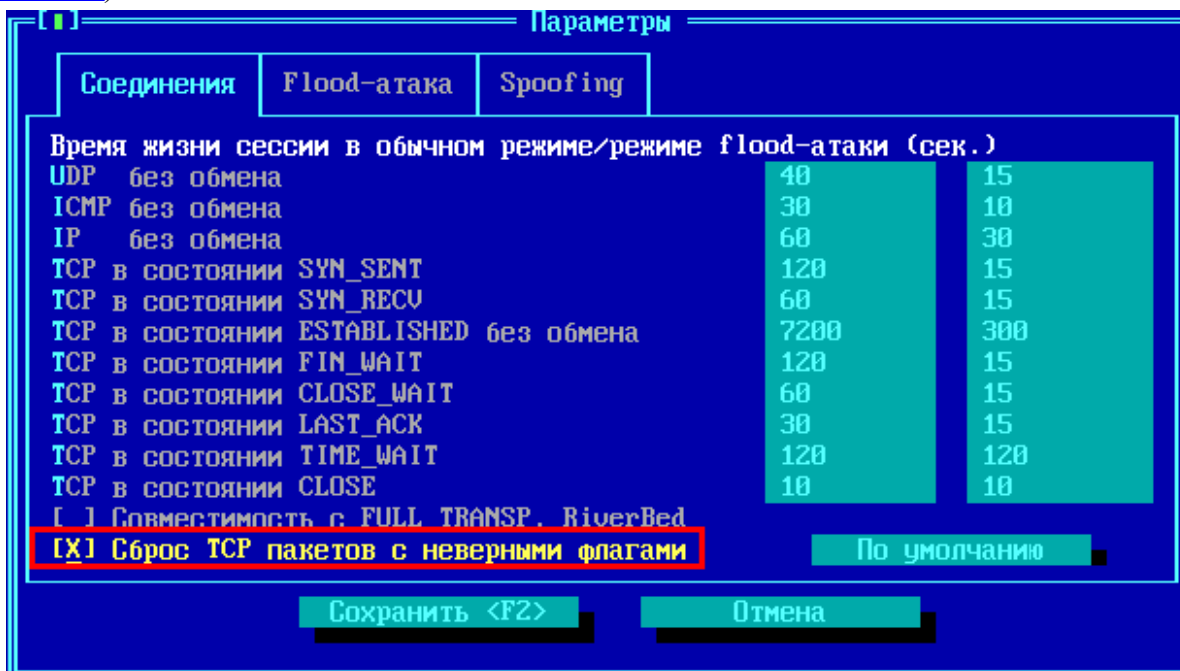 [▮] Параметры
Соединения Flood-атака Spoofing
Время жизни сессии в обычном режиме/режиме flood-атаки (сек.)
UDP без обмена 40 15
ICMP без обмена 30 10
IP без обмена 60 30
TCP в состоянии SYN_SENT 120 15
TCP в состоянии SYN_RECV 60 15
TCP в состоянии ESTABLISHED без обмена 7200 300
TCP в состоянии FIN_WAIT 120 15
TCP в состоянии CLOSE_WAIT 60 15
TCP в состоянии LAST_ACK 30 15
TCP в состоянии TIME_WAIT 120 120
TCP в состоянии CLOSE 10 10
[ ] Совместимость с FULL TRANSP. RiverBed
[X] Сброс TCP пакетов с неверными флагами По умолчанию
Сохранить <F2> Отмена